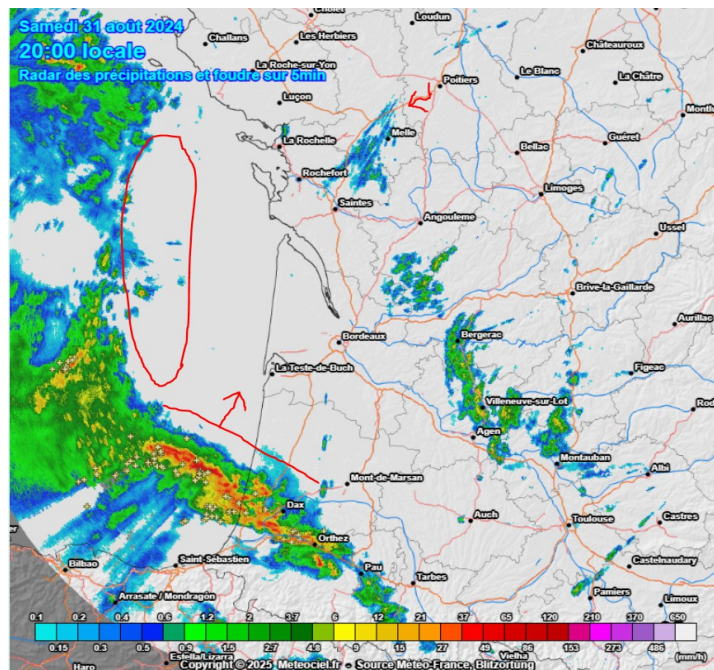 Samedi 31 août 2024
20:00 locale
Radar des précipitations et foudre sur 5min
Cholet
Loudun
Challans
Les Herbiers
Châteauroux
La Roche-sur-Yon
Poitiers
Le Blanc
La Châtre
Luçon
Montlu
La Rochelle
Melle
Bellac
Guéret
Rochefort
Limoges
Saintes
Angouleme
Ussel
Brive-la-Gaillarde
Aurillac
Bordeaux
Bergerac
La Teste-de-Buch
Figeac
Villeneuve-sur-Lot
Rod
Agen
Montauban
Albi
Mont-de-Marsan
Dax
Auch
Toulouse
Castres
Orthez
Bilbao
Saint-Sébastien
Pau
Castelnaudary
Tarbes
Arrasate / Mondragón
Pamiers
Limoux
0.1 0.2 0.4 0.6 1.2 2 3.7 6 12 21 37 65 120 210 370 650
0.15 0.3 0.5 0.9 1.5 2.7 4.8 9 15 27 49 86 153 273 486 (mm/h)
Estella/Lizarra
Vielha
Haro
Copyright © 2025 Meteociel.fr - Source Meteo-France, Blitzortung